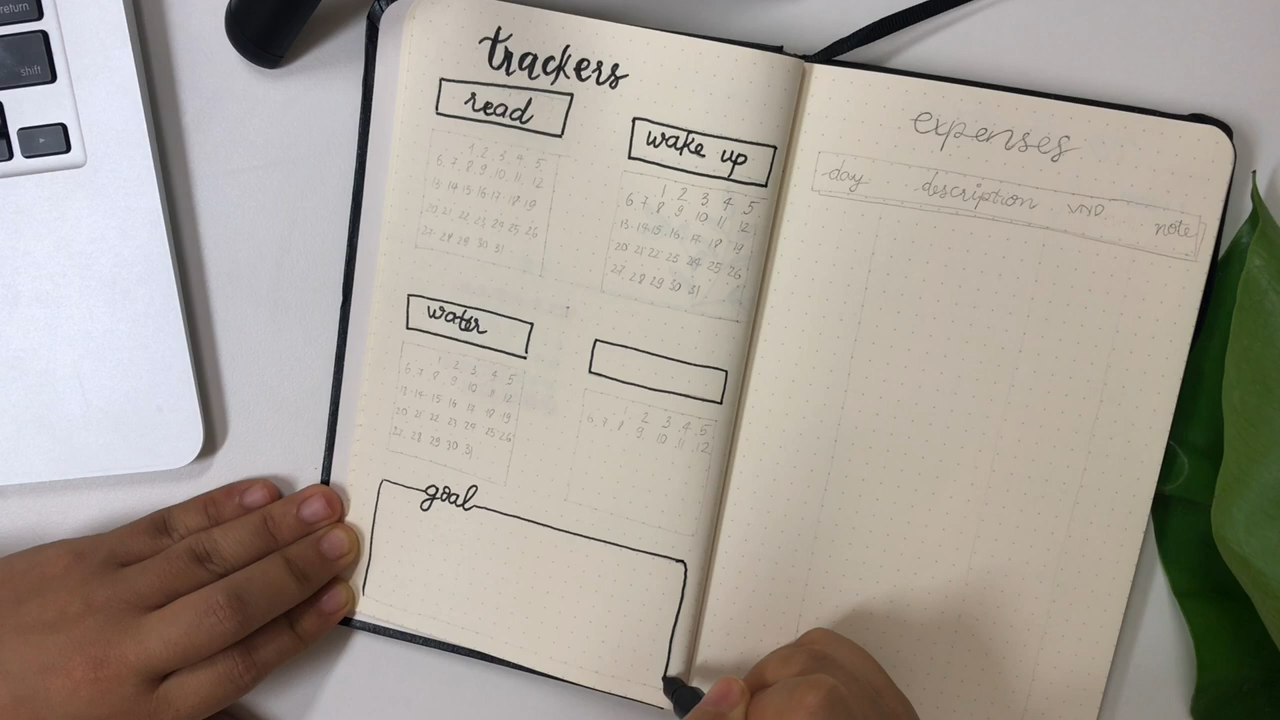 return
shift
trackers
read
1 2 3 4 5
6 7 8 9 10 11 12
13 14 15 16 17 18 19
20 21 22 23 24 25 26
27 28 29 30 31
wake up
1 2 3 4 5
6 7 8 9 10 11 12
13 14 15 16 17 18 19
20 21 22 23 24 25 26
27 28 29 30 31
water
1 2 3 4 5
6 7 8 9 10 11 12
13 14 15 16 17 18 19
20 21 22 23 24 25 26
27 28 29 30 31
1 2 3 4 5
6 7 8 9 10 11 12
goal
expenses
day description VND note